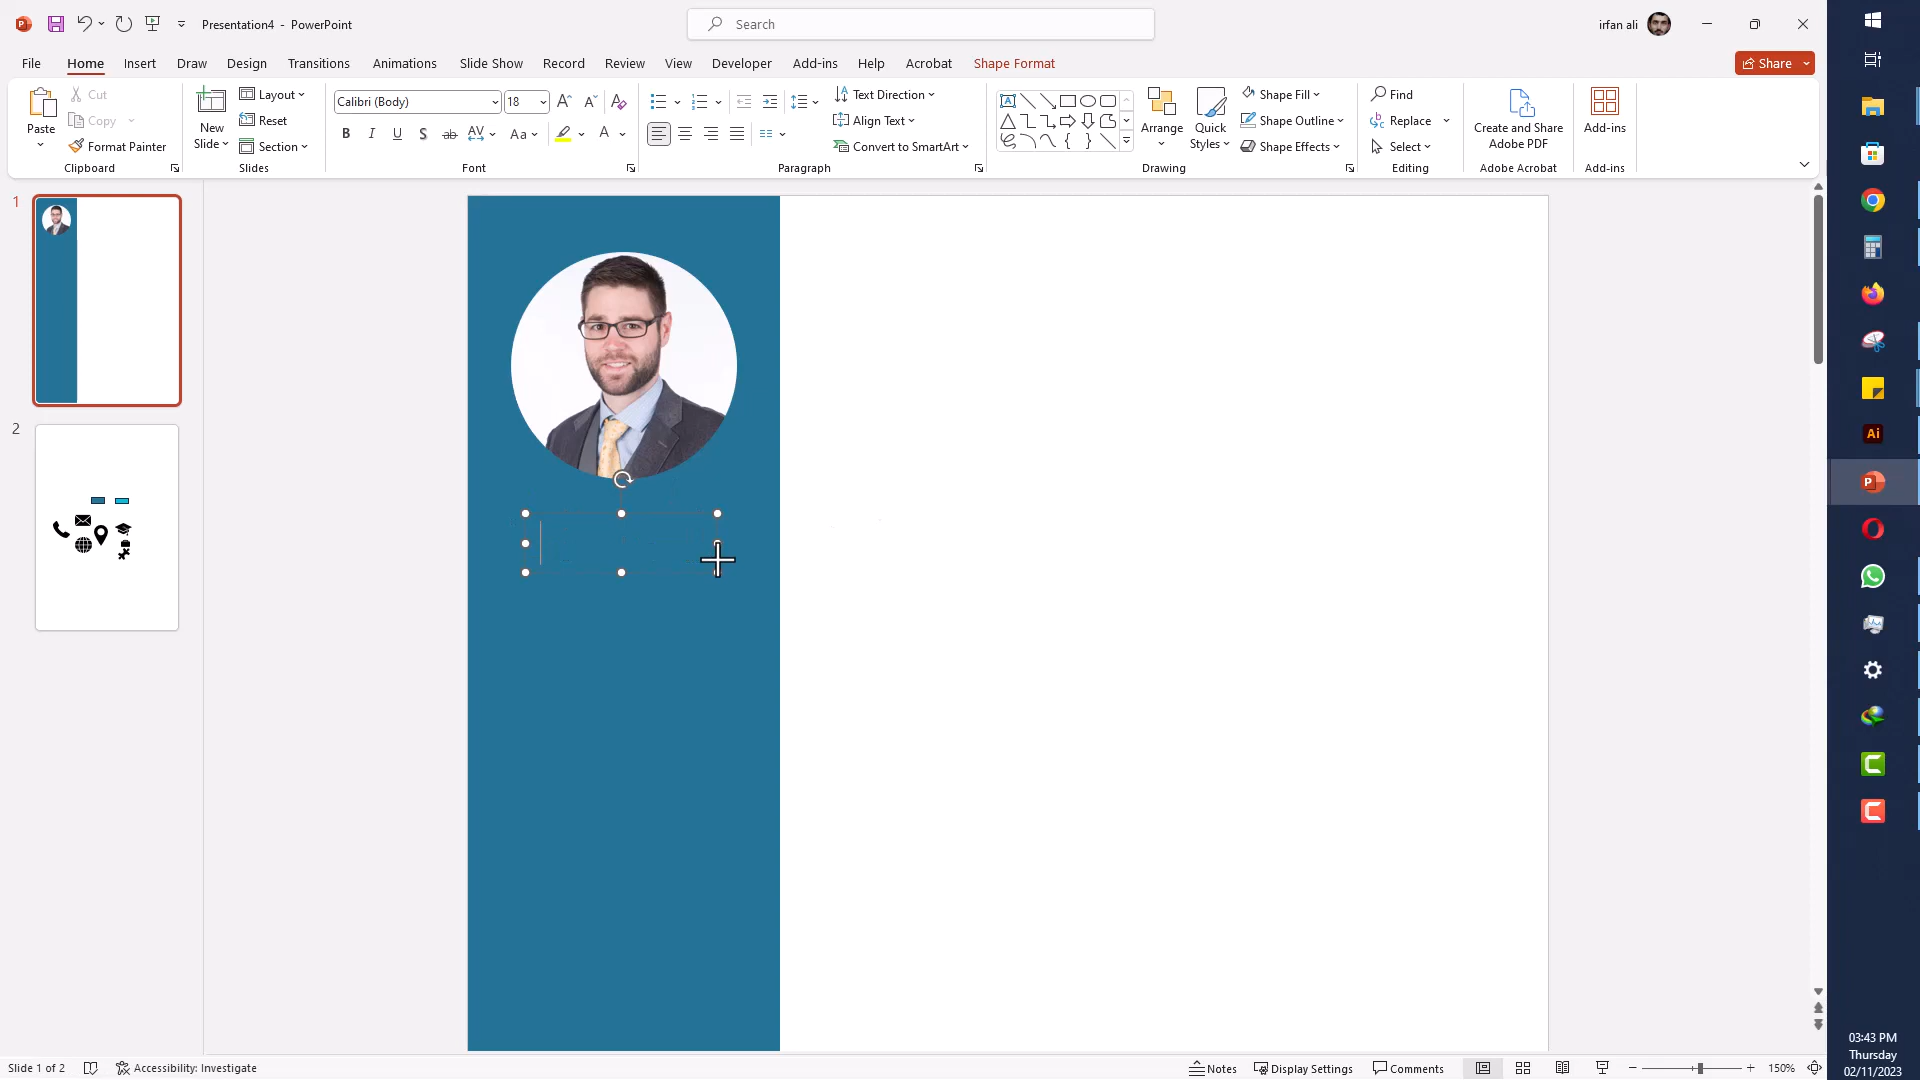 Presentation4 - PowerPoint
Search
irfan ali
File Home Insert Draw Design Transitions Animations Slide Show Record Review View Developer Add-ins Help Acrobat Shape Format
Share
Paste
Cut
Copy
Format Painter
Clipboard
New Slide
Layout
Reset
Section
Slides
Calibri (Body) 18
Font
Text Direction
Align Text
Convert to SmartArt
Paragraph
Arrange
Quick Styles
Shape Fill
Shape Outline
Shape Effects
Drawing
Find
Replace
Select
Editing
Create and Share Adobe PDF
Adobe Acrobat
Add-ins
Add-ins
1
2
Ai
Slide 1 of 2 Accessibility: Investigate Notes Display Settings Comments 150%
03:43 PM
Thursday
02/11/2023